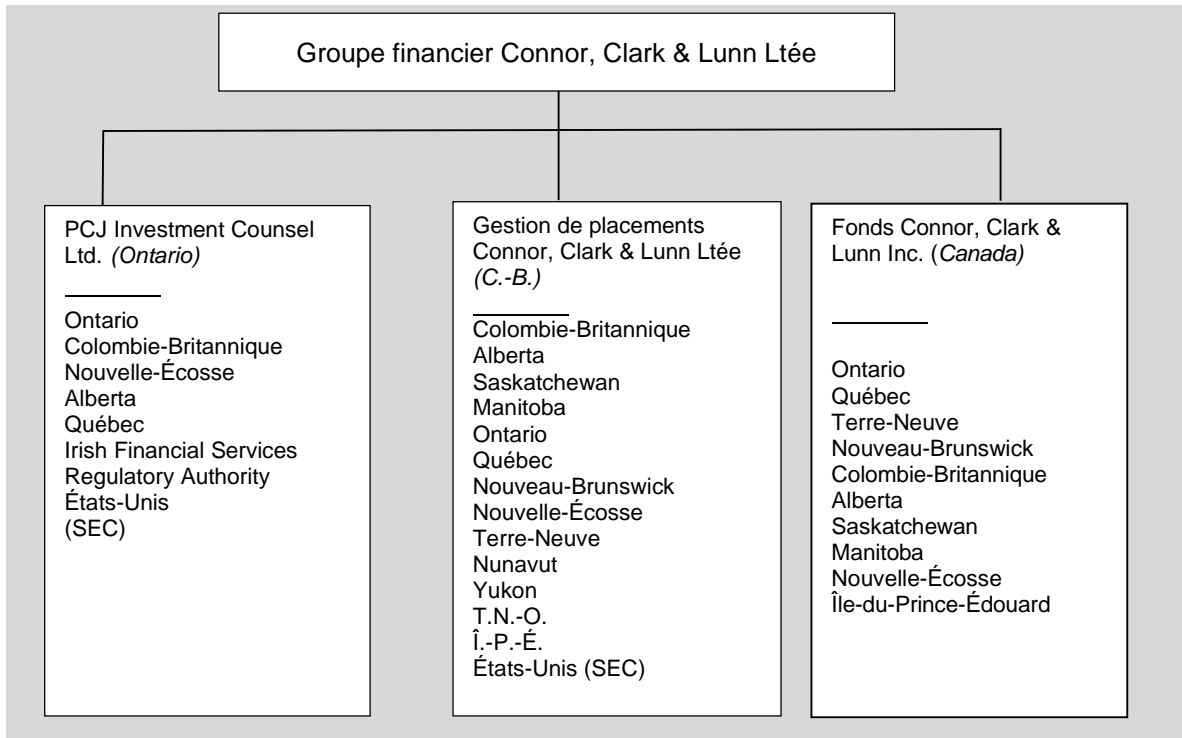 Groupe financier Connor, Clark & Lunn Ltée
PCJ Investment Counsel
Ltd. (Ontario)
Ontario
Colombie-Britannique
Nouvelle-Écosse
Alberta
Québec
Irish Financial Services
Regulatory Authority
États-Unis
(SEC)
Gestion de placements
Connor, Clark & Lunn Ltée
(C.-B.)
Colombie-Britannique
Alberta
Saskatchewan
Manitoba
Ontario
Québec
Nouveau-Brunswick
Nouvelle-Écosse
Terre-Neuve
Nunavut
Yukon
T.N.-O.
Î.-P.-É.
États-Unis (SEC)
Fonds Connor, Clark &
Lunn Inc. (Canada)
Ontario
Québec
Terre-Neuve
Nouveau-Brunswick
Colombie-Britannique
Alberta
Saskatchewan
Manitoba
Nouvelle-Écosse
Île-du-Prince-Édouard